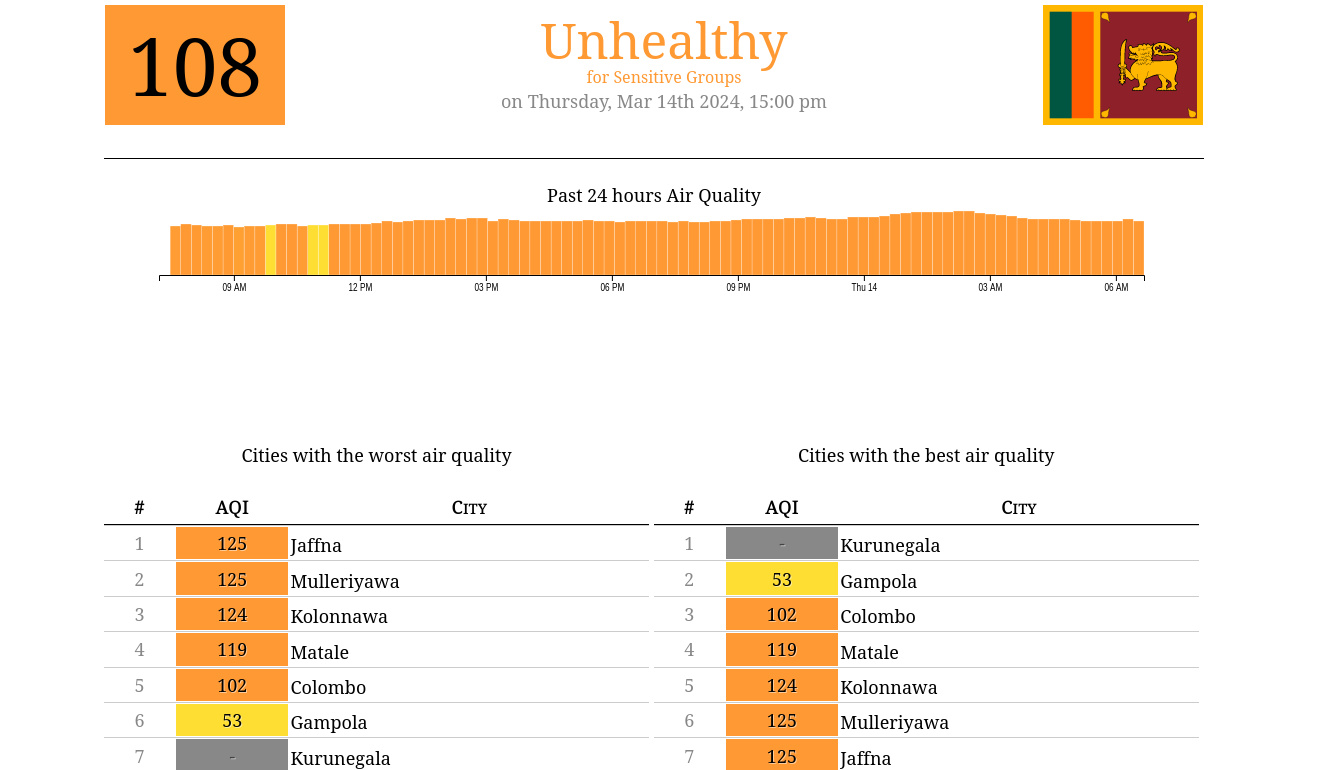 108
Unhealthy
for Sensitive Groups
on Thursday, Mar 14th 2024, 15:00 pm
Past 24 hours Air Quality
09 AM 12 PM 03 PM 06 PM 09 PM Thu 14 03 AM 06 AM
Cities with the worst air quality
# AQI City
1 125 Jaffna
2 125 Mulleriyawa
3 124 Kolonnawa
4 119 Matale
5 102 Colombo
6 53 Gampola
7 - Kurunegala
Cities with the best air quality
# AQI City
1 - Kurunegala
2 53 Gampola
3 102 Colombo
4 119 Matale
5 124 Kolonnawa
6 125 Mulleriyawa
7 125 Jaffna